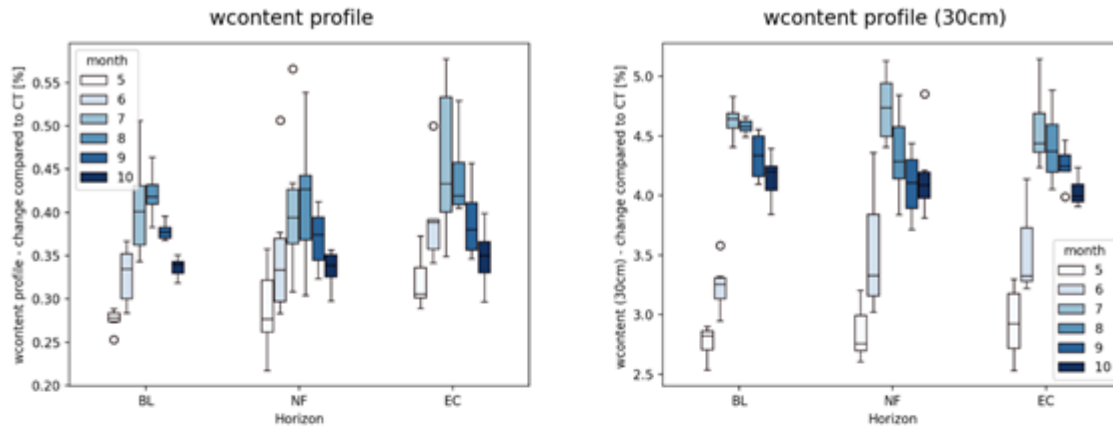 wcontent profile
wcontent profile - change compared to CT [%]
0.55
0.50
0.45
0.40
0.35
0.30
0.25
0.20
month
5
6
7
8
9
10
BL
NF
EC
Horizon
wcontent profile (30cm)
wcontent (30cm) - change compared to CT [%]
5.0
4.5
4.0
3.5
3.0
2.5
month
5
6
7
8
9
10
BL
NF
EC
Horizon